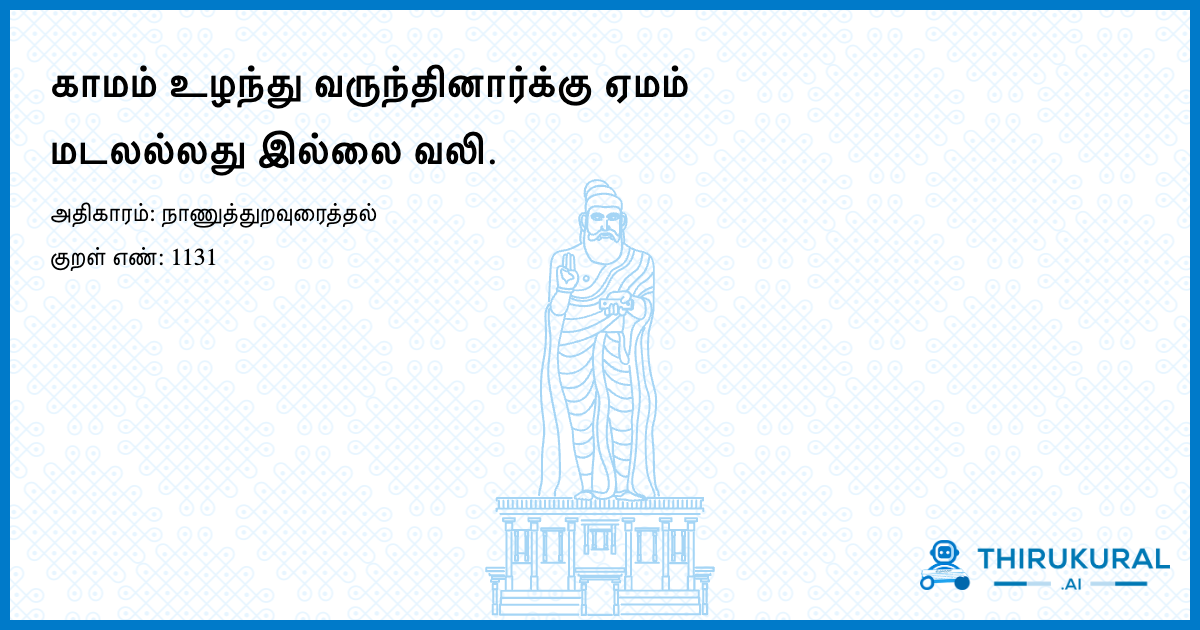 காமம் உழந்து வருந்தினார்க்கு ஏமம்
மடலல்லது இல்லை வலி.
அதிகாரம்: நாணுத்துறவுரைத்தல்
குறள் எண்: 1131
THIRUKURAL
.AI